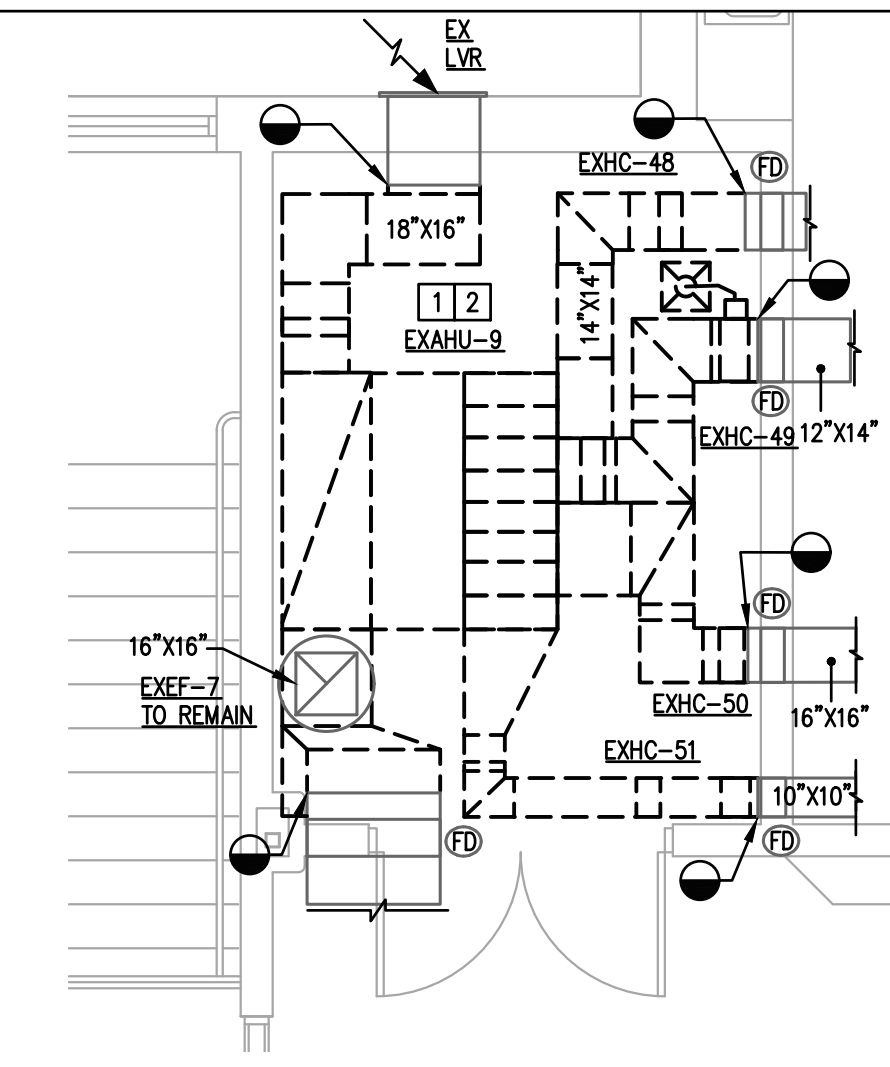 EX
LVR
EXHC-48
FD
18"X16"
14"X14"
1 2
EXAHU-9
FD
EXHC-49
12"X14"
FD
16"X16"
EXEF-7
TO REMAIN
EXHC-50
16"X16"
EXHC-51
10"X10"
FD
FD